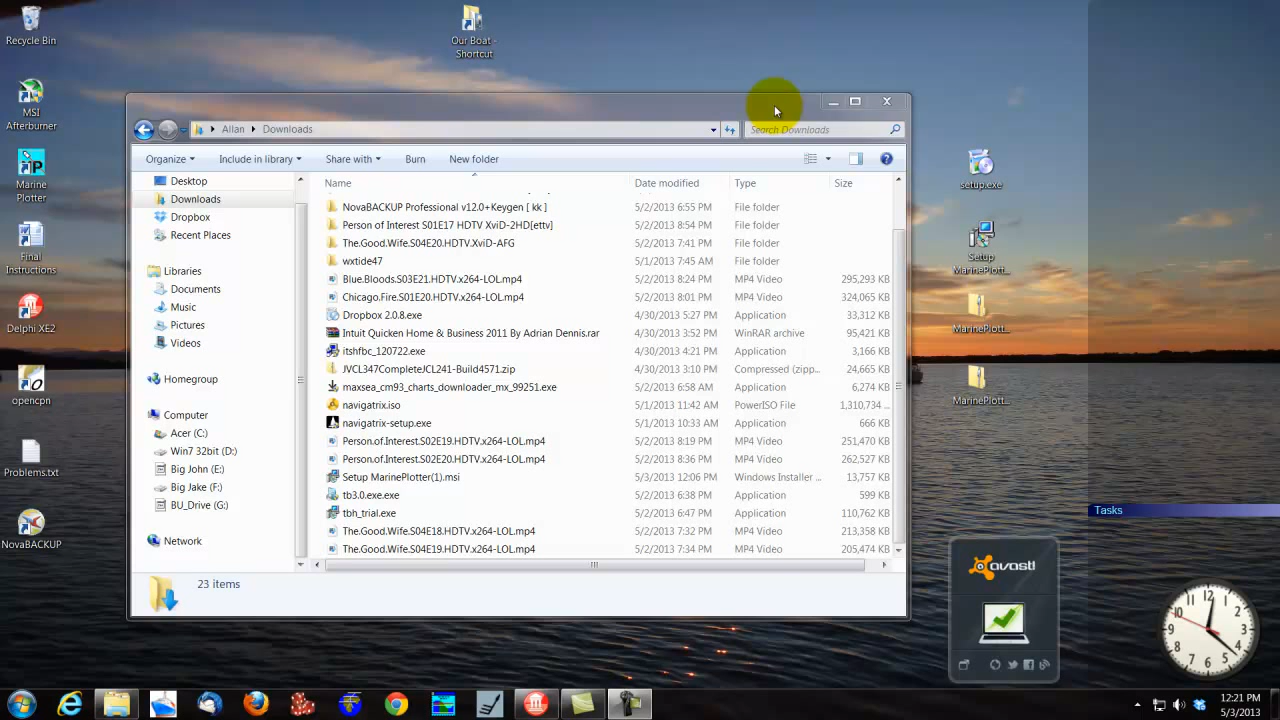 Recycle Bin
MSI
Afterburner
Marine
Plotter
Final
Instructions
Delphi XE2
opencpn
Problems.txt
NovaBACKUP
Our Boat -
Shortcut
Allan
Downloads
Search Downloads
Organize
Include in library
Share with
Burn
New folder
Desktop
Downloads
Dropbox
Recent Places
Libraries
Documents
Music
Pictures
Videos
Homegroup
Computer
Acer (C:)
Win7 32bit (D:)
Big John (E:)
Big Jake (F:)
BU_Drive (G:)
Network
Name Date modified Type Size
NovaBACKUP Professional v12.0+Keygen [ kk ] 5/2/2013 6:55 PM File folder
Person of Interest S01E17 HDTV XviD-2HD[ettv] 5/2/2013 8:54 PM File folder
The.Good.Wife.S04E20.HDTV.XviD-AFG 5/2/2013 7:41 PM File folder
wxtide47 5/1/2013 7:45 AM File folder
Blue.Bloods.S03E21.HDTV.x264-LOL.mp4 5/2/2013 8:24 PM MP4 Video 295,293 KB
Chicago.Fire.S01E20.HDTV.x264-LOL.mp4 5/2/2013 8:01 PM MP4 Video 324,065 KB
Dropbox 2.0.8.exe 4/30/2013 5:27 PM Application 33,312 KB
Intuit Quicken Home & Business 2011 By Adrian Dennis.rar 4/30/2013 3:52 PM WinRAR archive 95,421 KB
itshfbc_120722.exe 4/30/2013 4:21 PM Application 3,166 KB
JVCL347CompleteJCL241-Build4571.zip 4/30/2013 3:10 PM Compressed (zipp... 24,665 KB
maxsea_cm93_charts_downloader_mx_99251.exe 5/2/2013 6:58 AM Application 6,274 KB
navigatrix.iso 5/1/2013 11:42 AM PowerISO File 1,310,734 ...
navigatrix-setup.exe 5/1/2013 10:33 AM Application 666 KB
Person.of.Interest.S02E19.HDTV.x264-LOL.mp4 5/2/2013 8:19 PM MP4 Video 251,470 KB
Person.of.Interest.S02E20.HDTV.x264-LOL.mp4 5/2/2013 8:36 PM MP4 Video 262,527 KB
Setup MarinePlotter(1).msi 5/3/2013 12:06 PM Windows Installer ... 13,757 KB
tb3.0.exe.exe 5/2/2013 6:38 PM Application 599 KB
tbh_trial.exe 5/2/2013 6:47 PM Application 110,762 KB
The.Good.Wife.S04E18.HDTV.x264-LOL.mp4 5/2/2013 7:32 PM MP4 Video 213,358 KB
The.Good.Wife.S04E19.HDTV.x264-LOL.mp4 5/2/2013 7:34 PM MP4 Video 205,474 KB
23 items
setup.exe
Setup
MarinePlott...
MarinePlott...
MarinePlott...
Tasks
avast!
12 1 2 3 4 5 6 7 8 9 10 11
12:21 PM
5/3/2013